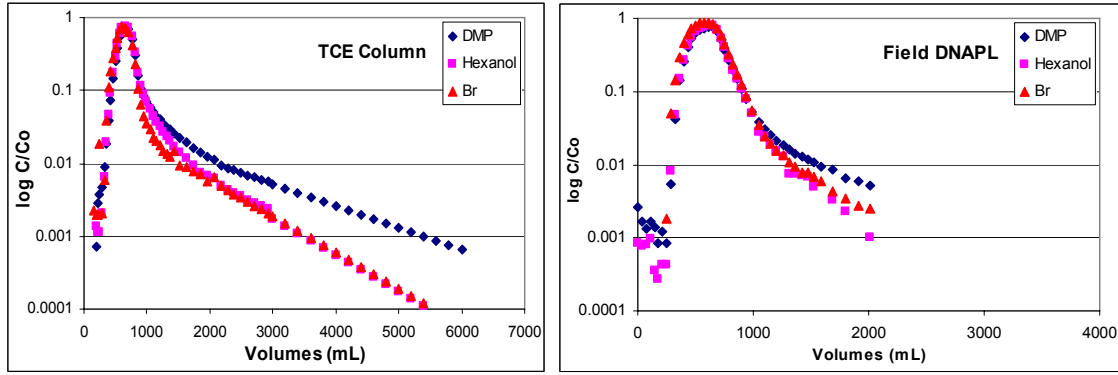 TCE Column
DMP
Hexanol
Br
log C/Co
1
0.1
0.01
0.001
0.0001
0 1000 2000 3000 4000 5000 6000 7000
Volumes (mL)
Field DNAPL
DMP
Hexanol
Br
log C/Co
1
0.1
0.01
0.001
0.0001
0 1000 2000 3000 4000
Volumes (mL)